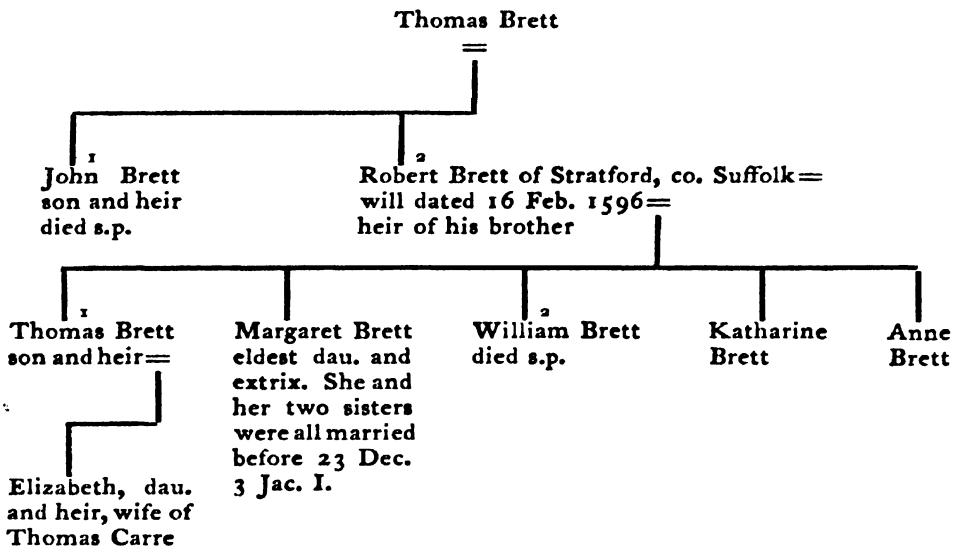 Thomas Brett
=
1
John Brett
son and heir
died s.p.
2
Robert Brett of Stratford, co. Suffolk=
will dated 16 Feb. 1596=
heir of his brother
1
Thomas Brett
son and heir=
Margaret Brett
eldest dau. and
extrix. She and
her two sisters
were all married
before 23 Dec.
3 Jac. I.
2
William Brett
died s.p.
Katharine
Brett
Anne
Brett
Elizabeth, dau.
and heir, wife of
Thomas Carre